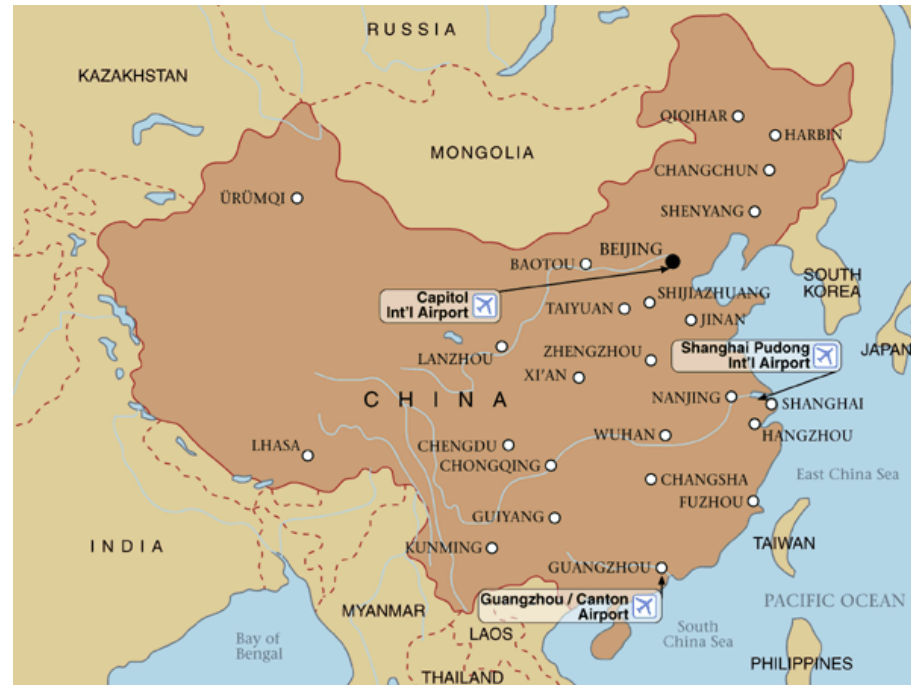 RUSSIA
KAZAKHSTAN
MONGOLIA
QIQIHAR
HARBIN
CHANGCHUN
ÜRÜMQI
SHENYANG
BEIJING
BAOTOU
SOUTH
KOREA
Capitol
Int'l Airport
SHIJIAZHUANG
TAIYUAN
JINAN
LANZHOU
ZHENGZHOU
Shanghai Pudong
Int'l Airport
JAPAN
XI'AN
CHINA
NANJING
SHANGHAI
WUHAN
HANGZHOU
LHASA
CHENGDU
CHONGQING
East China Sea
CHANGSHA
FUZHOU
GUIYANG
INDIA
KUNMING
TAIWAN
GUANGZHOU
Guangzhou / Canton
Airport
PACIFIC OCEAN
MYANMAR
LAOS
Bay of
Bengal
South
China Sea
PHILIPPINES
THAILAND